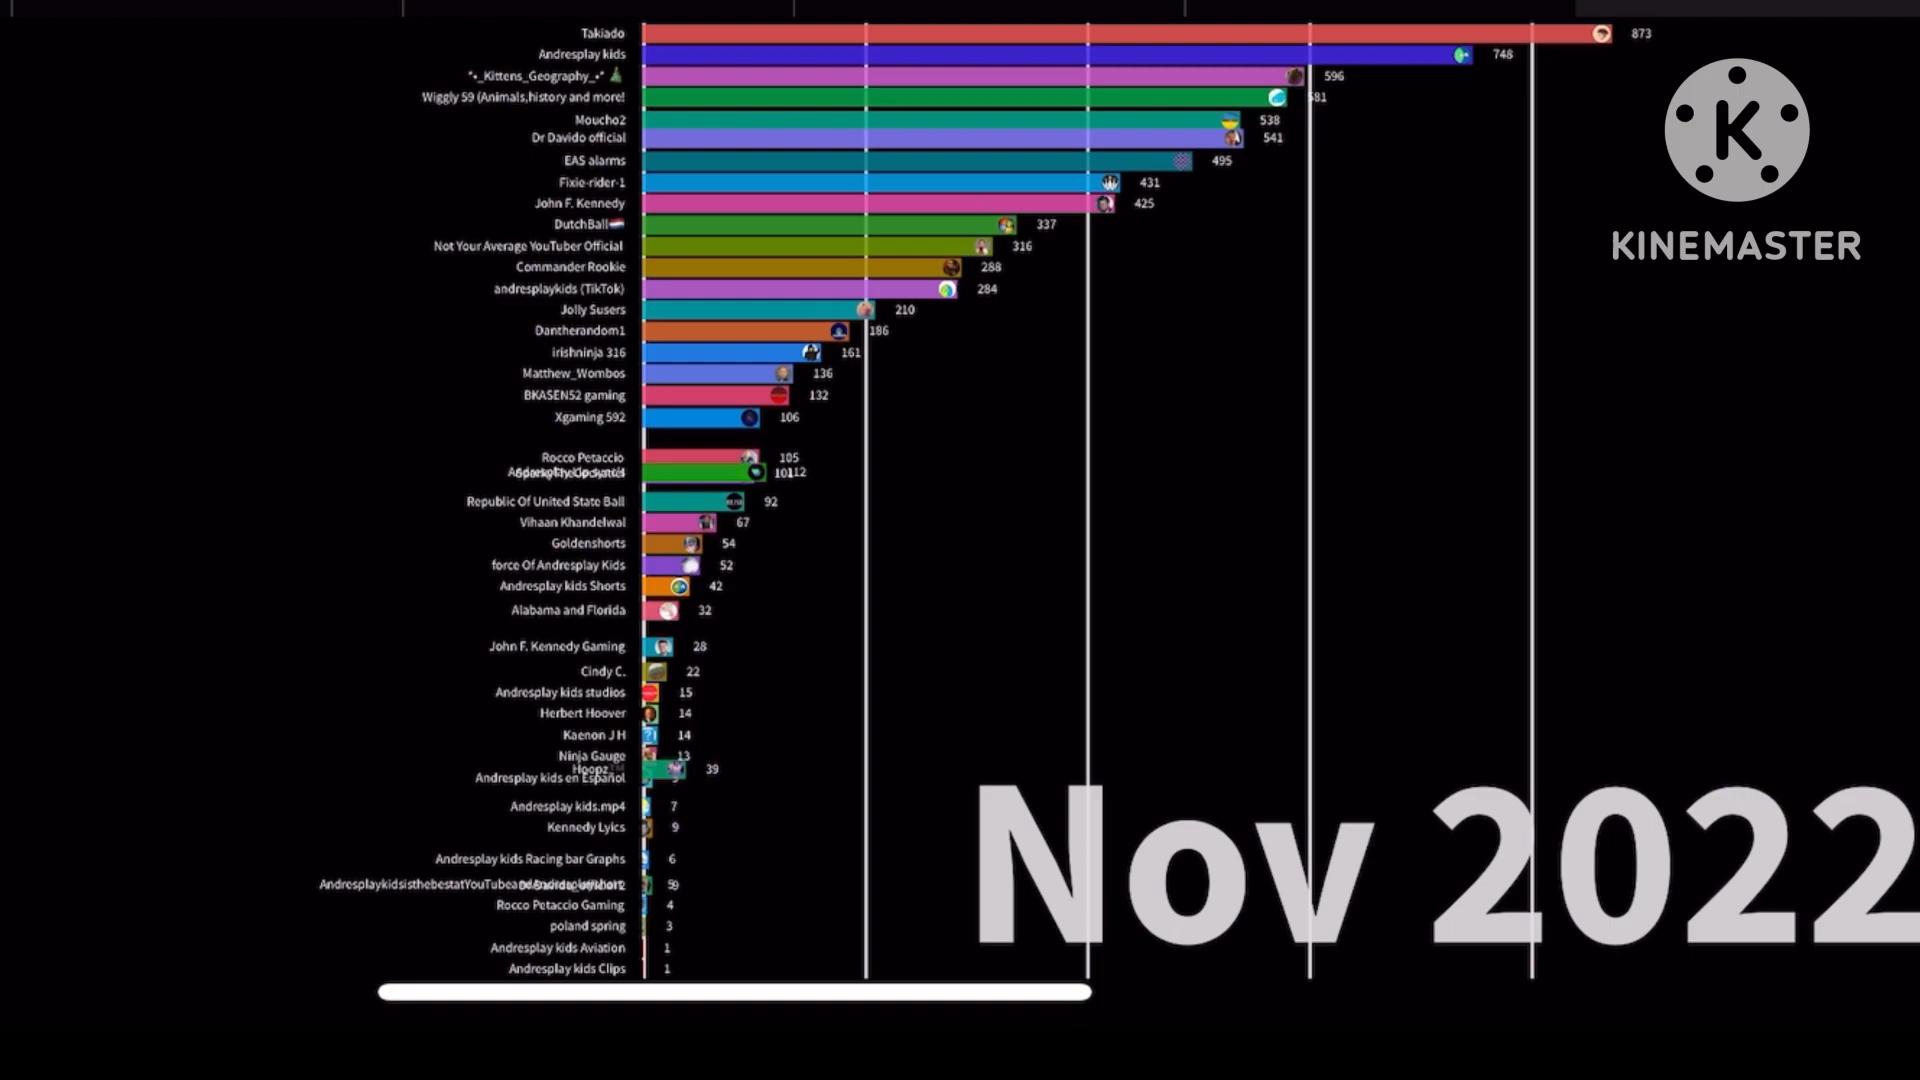 Takiado 873
Andresplay kids 748
*•_Kittens_Geography_•* 596
Wiggly 59 (Animals,history and more! 581
Moucho2 538
Dr Davido official 541
EAS alarms 495
Fixie-rider-1 431
John F. Kennedy 425
DutchBall 337
Not Your Average YouTuber Official 316
Commander Rookie 288
andresplaykids (TikTok) 284
Jolly Susers 210
Dantherandom1 186
irishninja 316 161
Matthew_Wombos 136
BKASEN52 gaming 132
Xgaming 592 106
Rocco Petaccio 105
112
Republic Of United State Ball 92
Vihaan Khandelwal 67
Goldenshorts 54
force Of Andresplay Kids 52
Andresplay kids Shorts 42
Alabama and Florida 32
John F. Kennedy Gaming 28
Cindy C. 22
Andresplay kids studios 15
Herbert Hoover 14
Kaenon J H 14
Ninja Gauge 13
Hoopz 39
Andresplay kids en Español
Andresplay kids.mp4 7
Kennedy Lyics 9
Andresplay kids Racing bar Graphs 6
Rocco Petaccio Gaming 4
poland spring 3
Andresplay kids Aviation 1
Andresplay kids Clips 1
Nov 2022
K
KINEMASTER